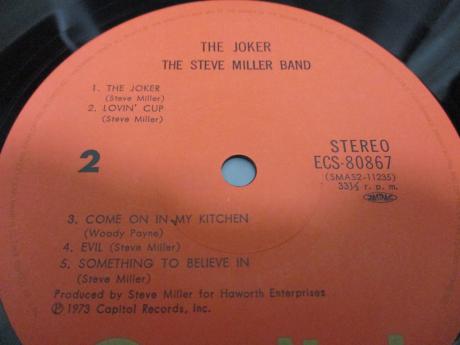 THE JOKER
THE STEVE MILLER BAND
1. THE JOKER
(Steve Miller)
2. LOVIN' CUP
(Steve Miller)
2
STEREO
ECS-80867
(SMAS2-11235)
33⅓ r. p. m.
3. COME ON IN MY KITCHEN
(Woody Payne)
4. EVIL (Steve Miller)
5. SOMETHING TO BELIEVE IN
(Steve Miller)
Produced by Steve Miller for Haworth Enterprises
Ⓟ1973 Capitol Records, Inc.